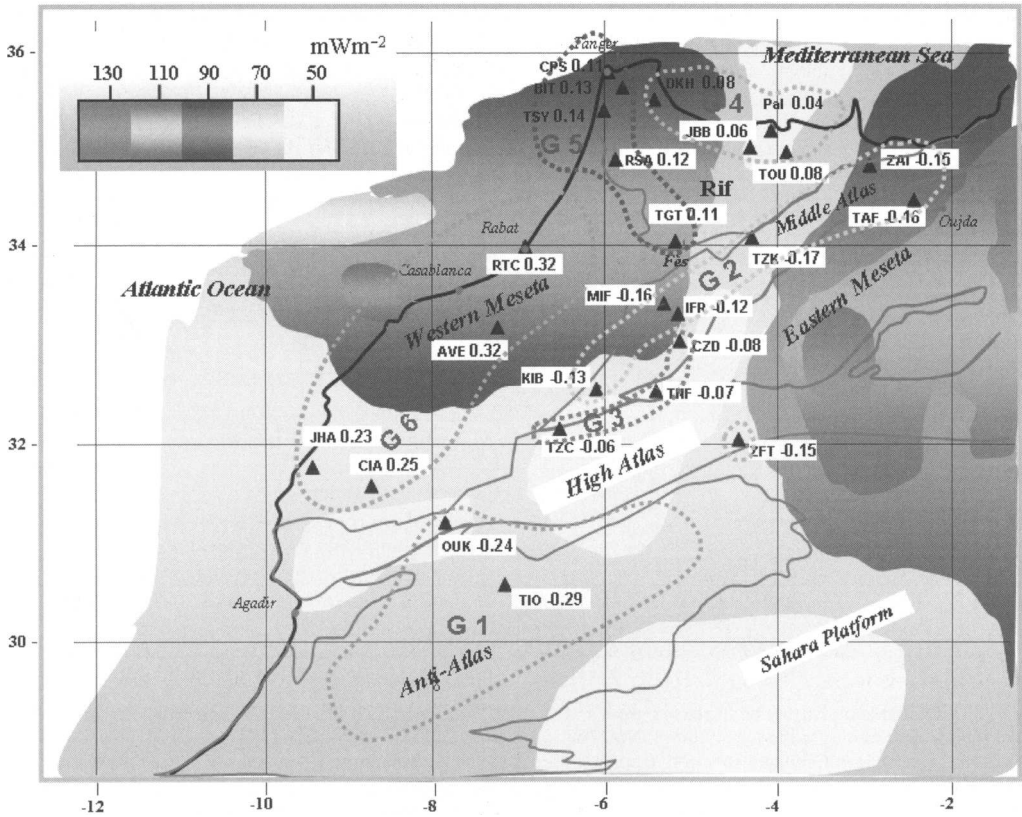 36 -
mWm-2
130 110 90 70 50
Tanger
Mediterranean Sea
CPS 0.11
BIT 0.13
DKH 0.08
TSY 0.14
G 4
Pal 0.04
JBB 0.06
G 5
RSA 0.12
TOU 0.08
ZAI -0.15
Rif
Middle Atlas
TGT 0.11
TAF -0.16
Oujda
Rabat
34 -
Fès
TZK -0.17
RTC 0.32
G 2
Casablanca
Atlantic Ocean
Western Meseta
Eastern Meseta
MIF -0.16
IFR -0.12
AVE 0.32
CZD -0.08
KIB -0.13
TNF -0.07
G 6
G 3
32 -
JHA 0.23
TZC -0.06
ZFT -0.15
CIA 0.25
High Atlas
OUK -0.24
TIO -0.29
Agadir
G 1
30 -
Anti-Atlas
Sahara Platform
-12 -10 -8 -6 -4 -2